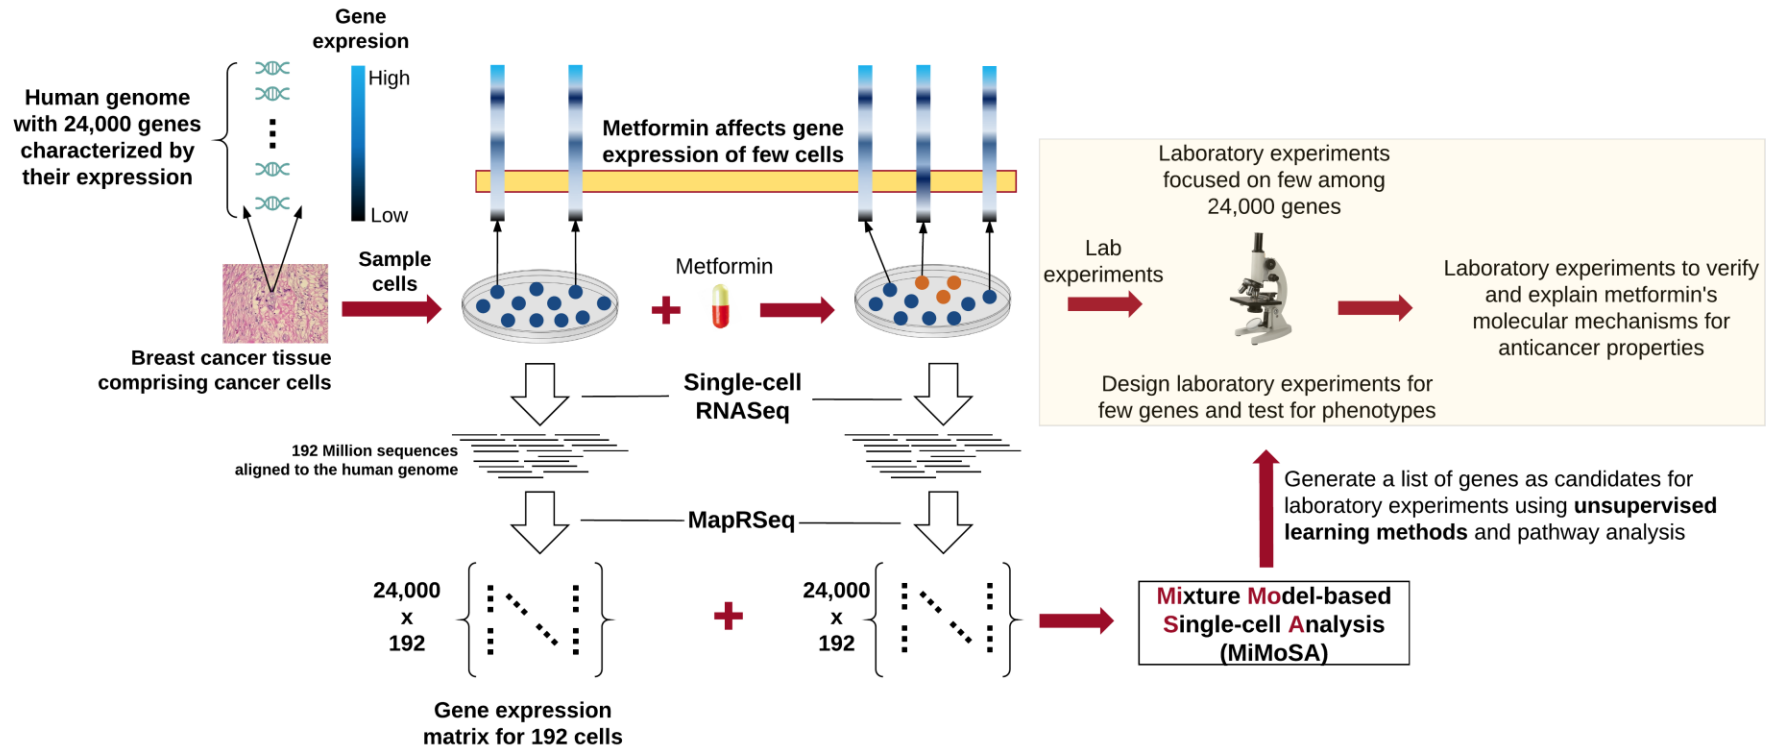 Gene
expresion
High
Low
Human genome
with 24,000 genes
characterized by
their expression
Metformin affects gene
expression of few cells
Breast cancer tissue
comprising cancer cells
Sample
cells
Metformin
Lab
experiments
Laboratory experiments
focused on few among
24,000 genes
Laboratory experiments to verify
and explain metformin's
molecular mechanisms for
anticancer properties
Design laboratory experiments for
few genes and test for phenotypes
Single-cell
RNASeq
192 Million sequences
aligned to the human genome
MapRSeq
Generate a list of genes as candidates for
laboratory experiments using unsupervised
learning methods and pathway analysis
24,000
x
192
24,000
x
192
Mixture Model-based
Single-cell Analysis
(MiMoSA)
Gene expression
matrix for 192 cells